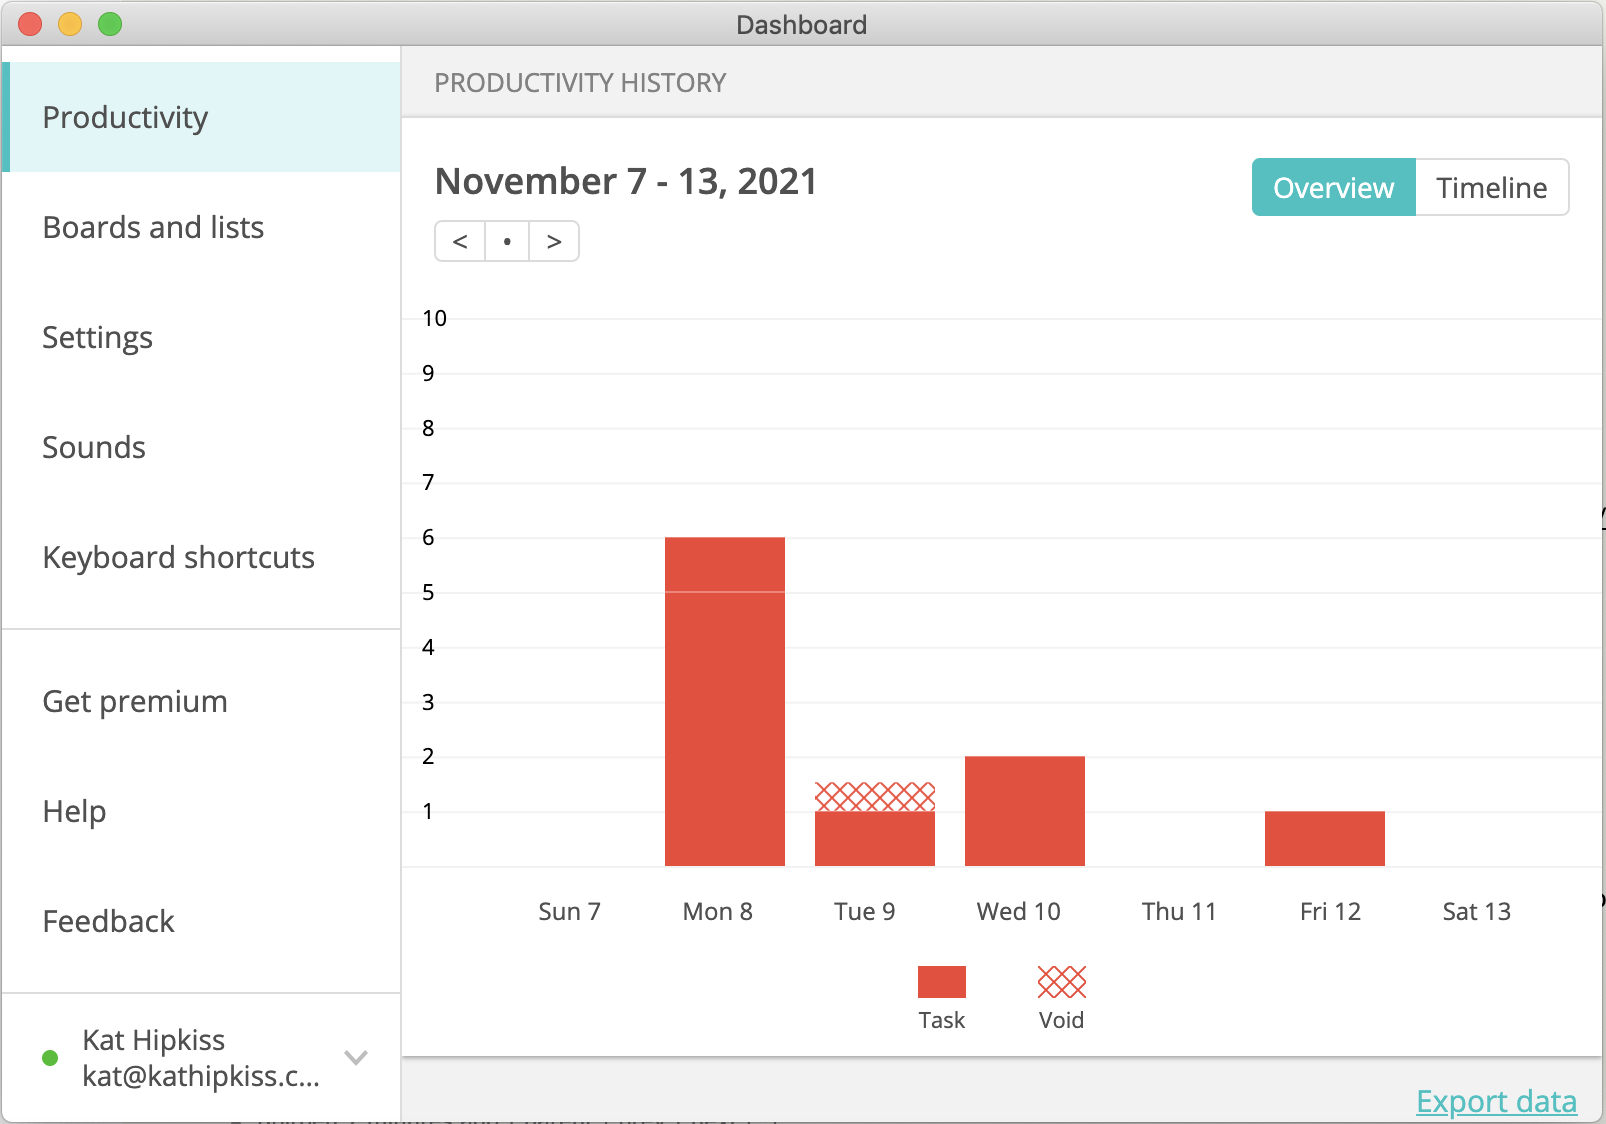 Dashboard
Productivity
Boards and lists
Settings
Sounds
Keyboard shortcuts
Get premium
Help
Feedback
Kat Hipkiss
kat@kathipkiss.c...
PRODUCTIVITY HISTORY
November 7 - 13, 2021
< • >
Overview Timeline
10
9
8
7
6
5
4
3
2
1
Sun 7 Mon 8 Tue 9 Wed 10 Thu 11 Fri 12 Sat 13
Task Void
Export data